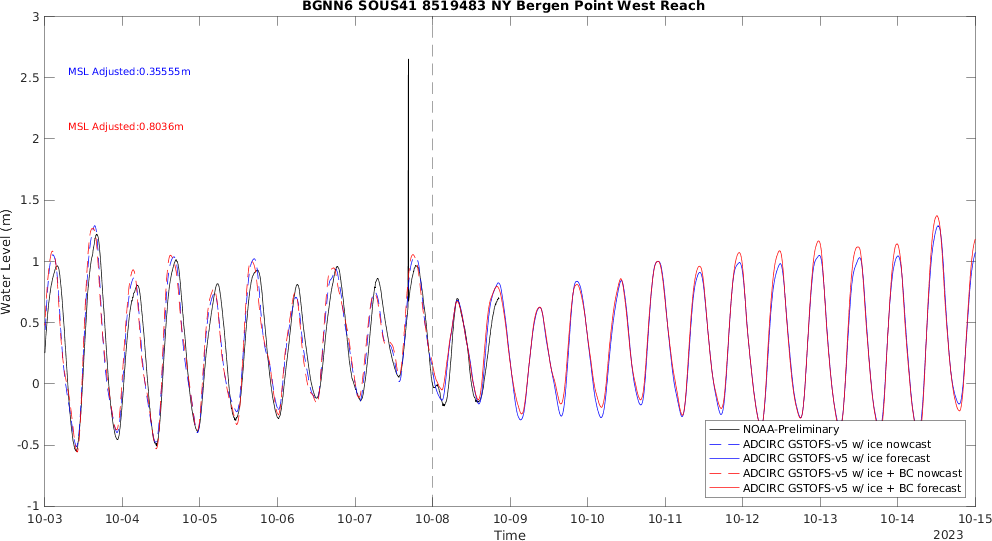 BGNN6 SOUS41 8519483 NY Bergen Point West Reach
3
2.5
2
1.5
1
0.5
0
-0.5
-1
Water Level (m)
MSL Adjusted:0.35555m
MSL Adjusted:0.8036m
NOAA-Preliminary
ADCIRC GSTOFS-v5 w/ ice nowcast
ADCIRC GSTOFS-v5 w/ ice forecast
ADCIRC GSTOFS-v5 w/ ice + BC nowcast
ADCIRC GSTOFS-v5 w/ ice + BC forecast
10-03 10-04 10-05 10-06 10-07 10-08 10-09 10-10 10-11 10-12 10-13 10-14 10-15
Time
2023